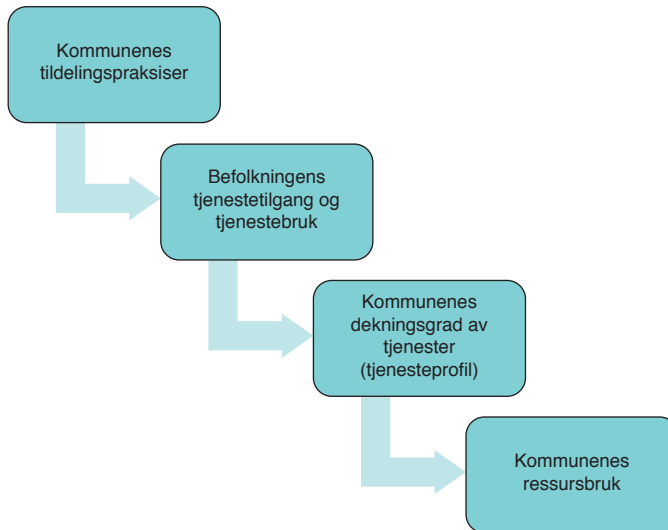 Kommunenes
tildelingspraksiser
Befolkningens
tjenestetilgang og
tjenestebruk
Kommunenes
dekningsgrad av
tjenester
(tjenesteprofil)
Kommunenes
ressursbruk